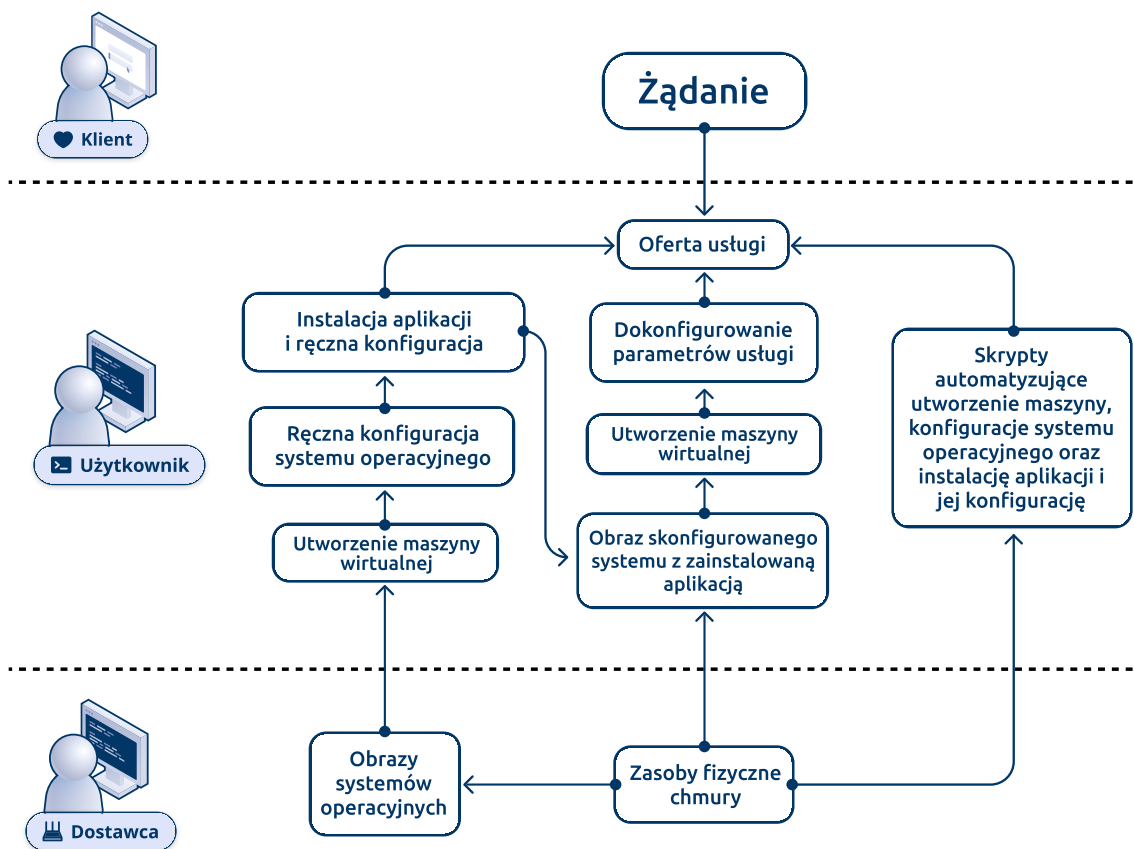 Klient
Żądanie
Oferta usługi
Instalacja aplikacji
i ręczna konfiguracja
Dokonfigurowanie
parametrów usługi
Skrypty
automatyzujące
utworzenie maszyny,
konfiguracje systemu
operacyjnego oraz
instalację aplikacji i
jej konfigurację
Użytkownik
Ręczna konfiguracja
systemu operacyjnego
Utworzenie maszyny
wirtualnej
Utworzenie maszyny
wirtualnej
Obraz skonfigurowanego
systemu z zainstalowaną
aplikacją
Dostawca
Obrazy
systemów
operacyjnych
Zasoby fizyczne
chmury